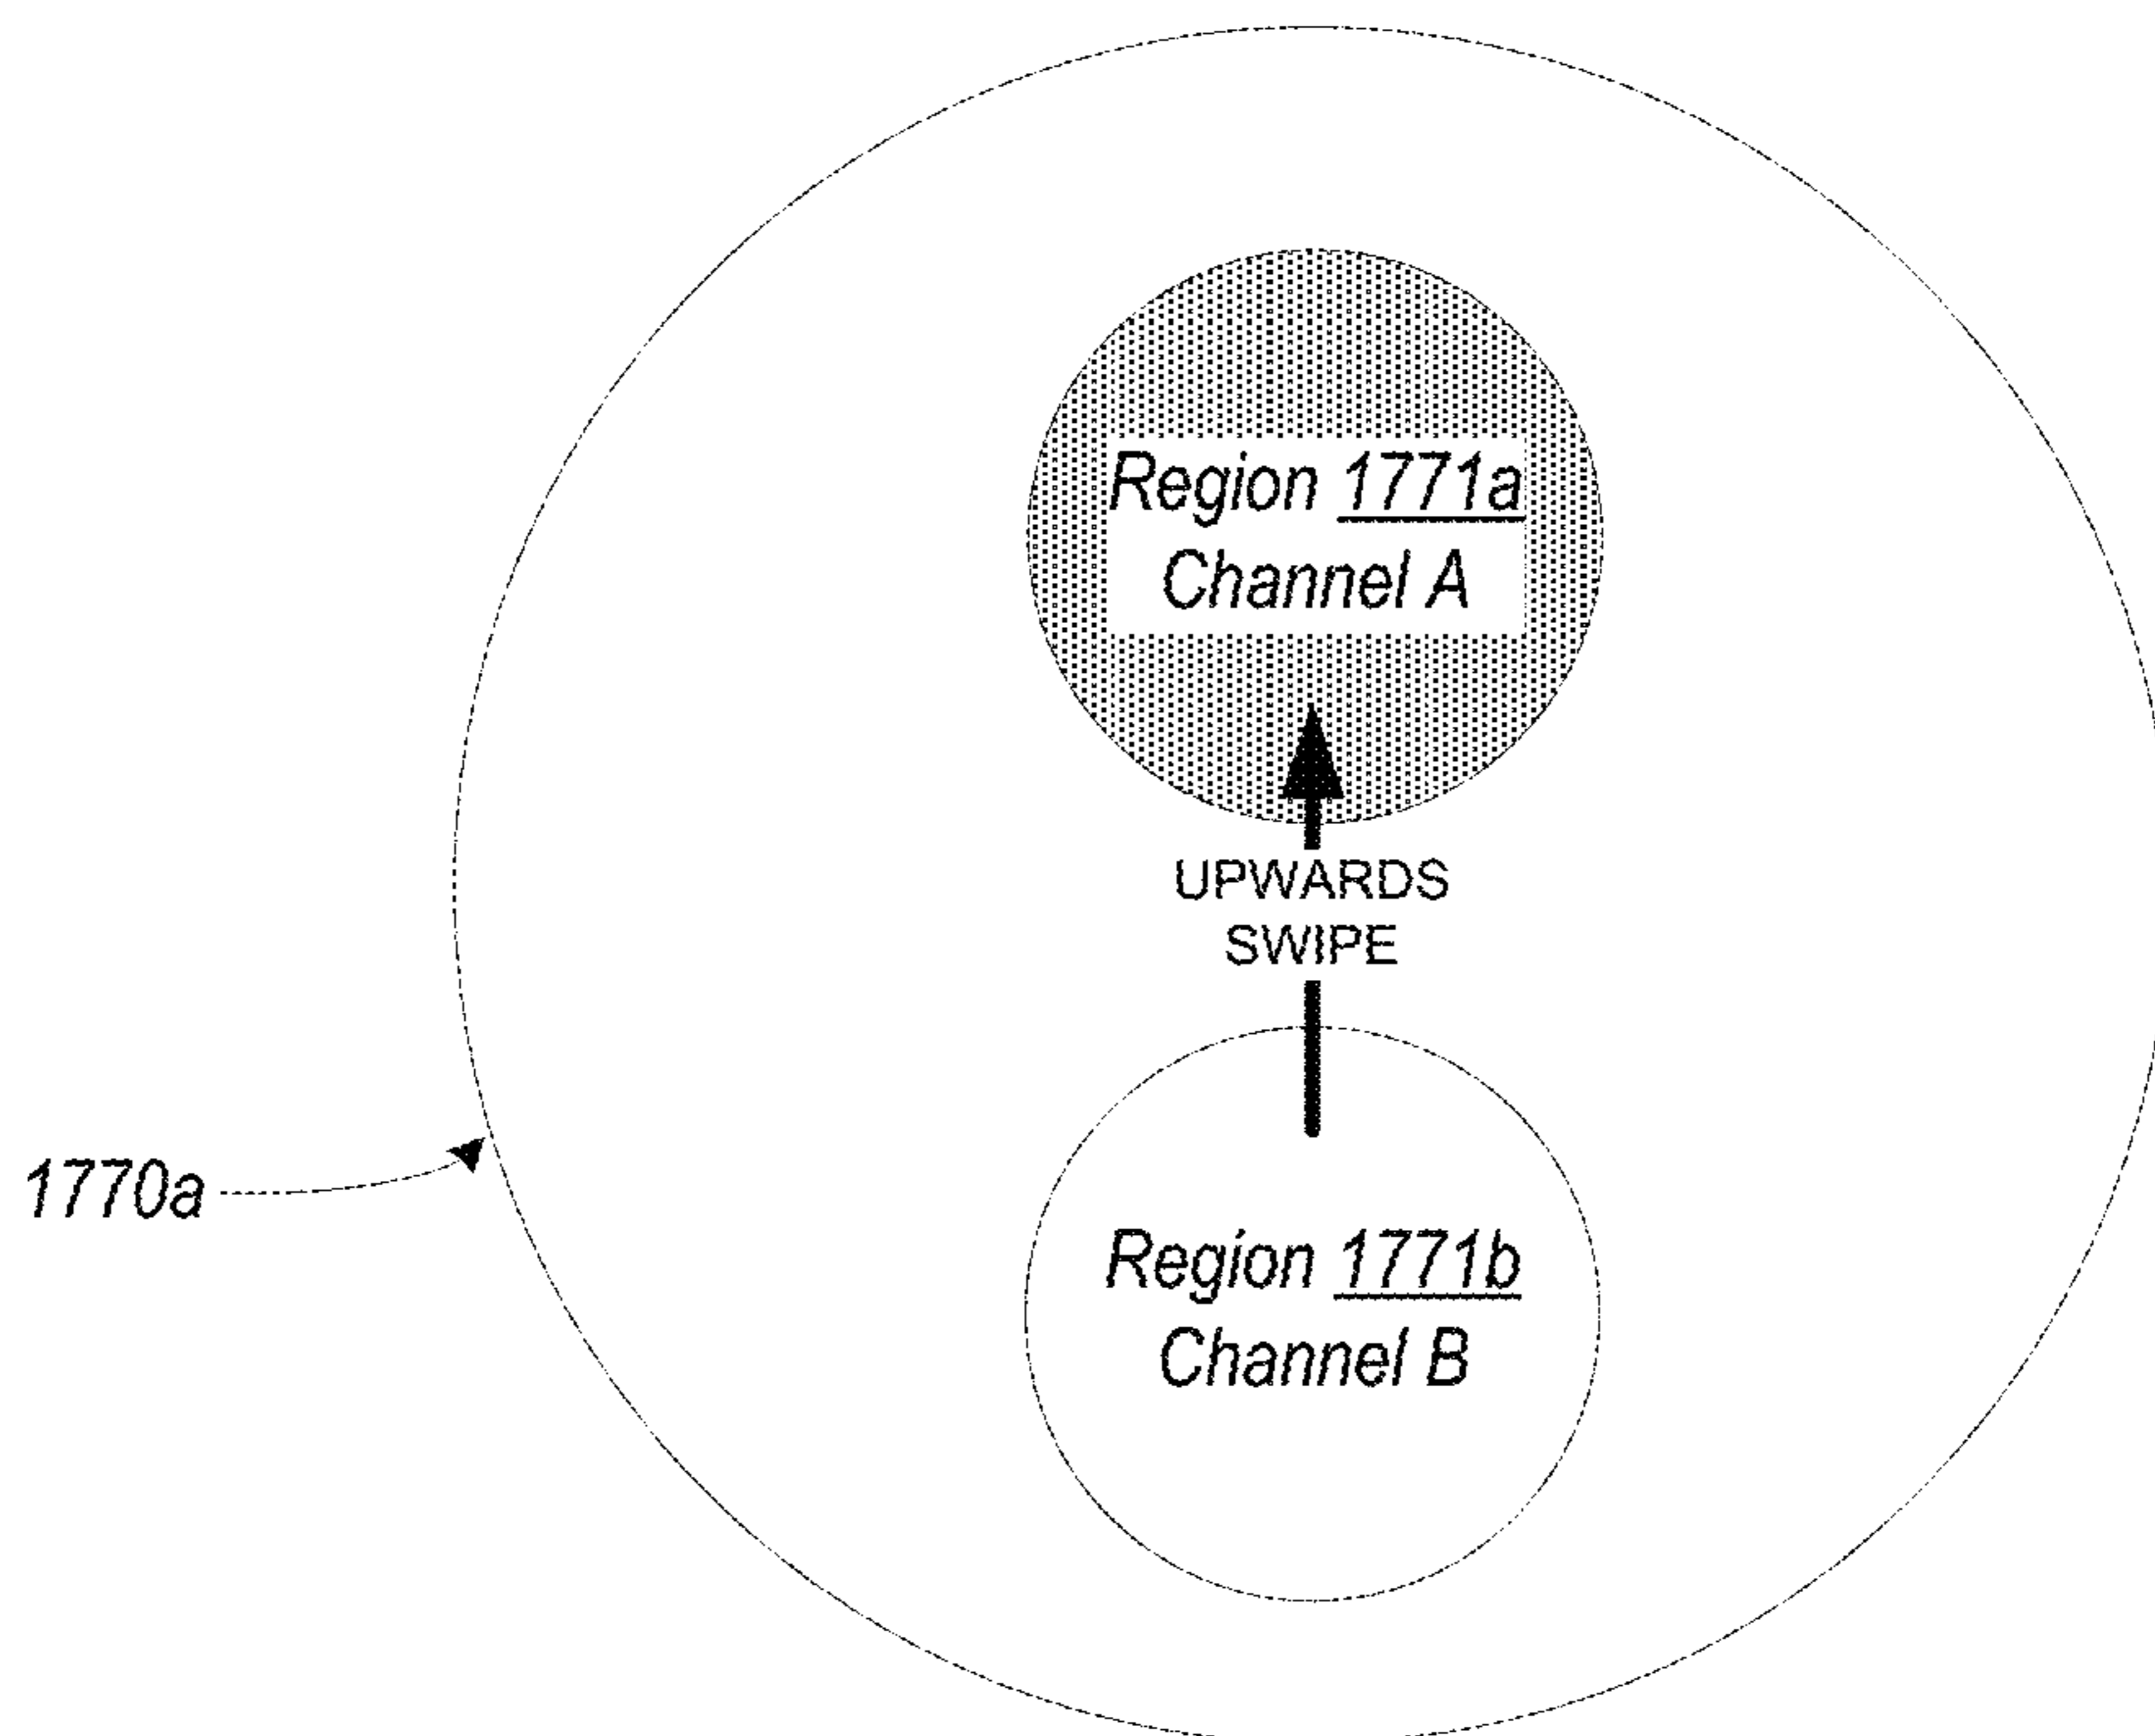 Region 1771a
Channel A
UPWARDS
SWIPE
1770a
Region 1771b
Channel B